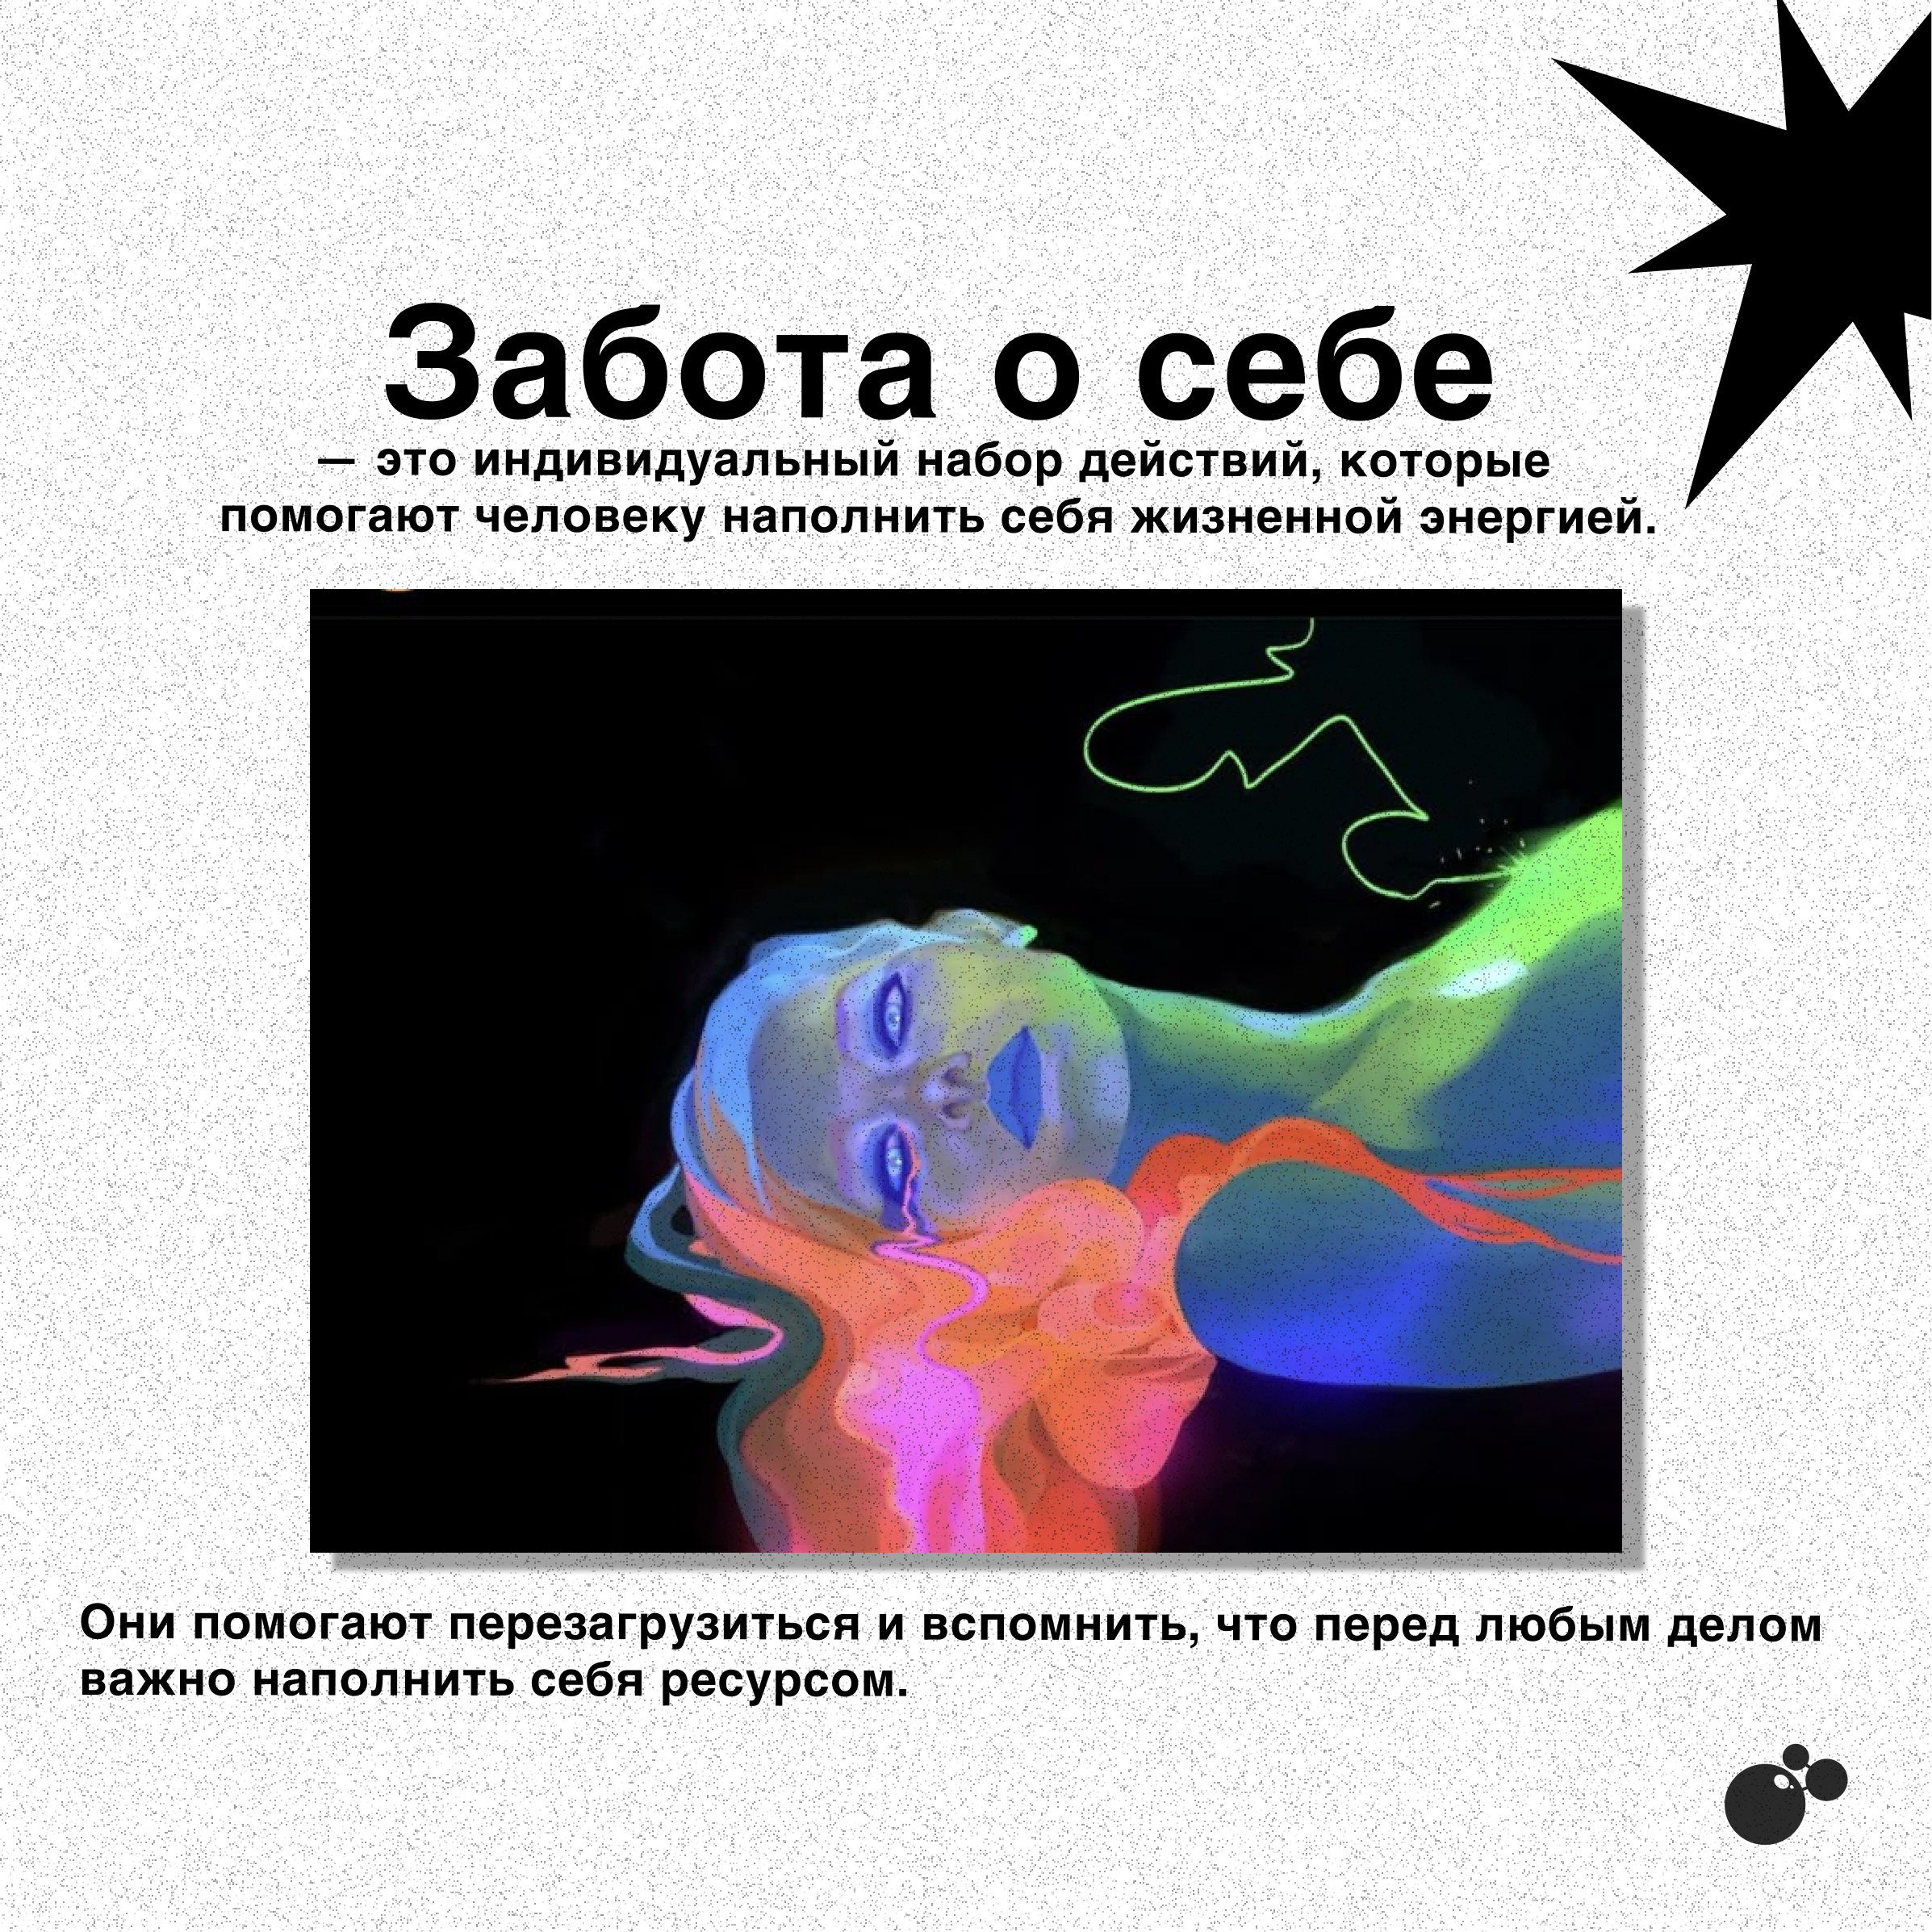 Забота о себе
— это индивидуальный набор действий, которые
помогают человеку наполнить себя жизненной энергией.
Они помогают перезагрузиться и вспомнить, что перед любым делом
важно наполнить себя ресурсом.